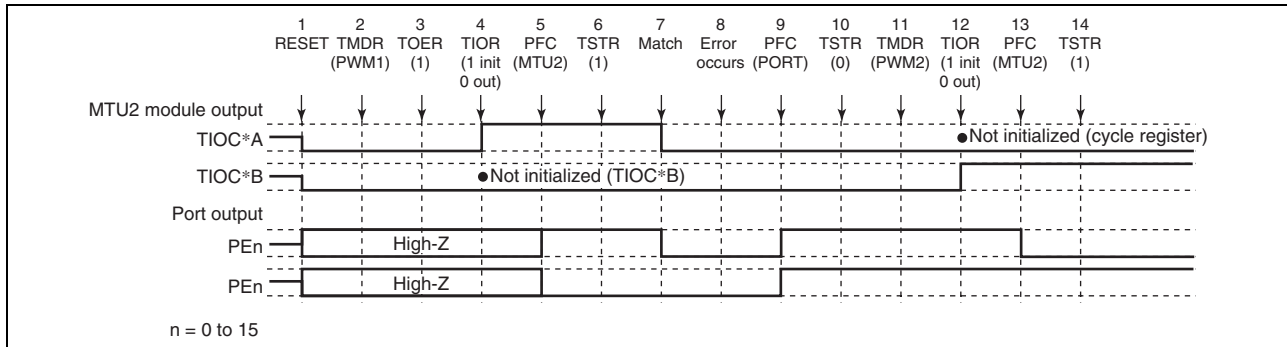 1 2 3 4 5 6 7 8 9 10 11 12 13 14
RESET TMDR TOER TIOR PFC TSTR Match Error PFC TSTR TMDR TIOR PFC TSTR
(PWM1) (1) (1 init (MTU2) (1) occurs (PORT) (0) (PWM2) (1 init (MTU2) (1)
0 out) 0 out)
MTU2 module output
TIOC*A ●Not initialized (cycle register)
TIOC*B ●Not initialized (TIOC*B)
Port output
PEn High-Z
PEn High-Z
n = 0 to 15